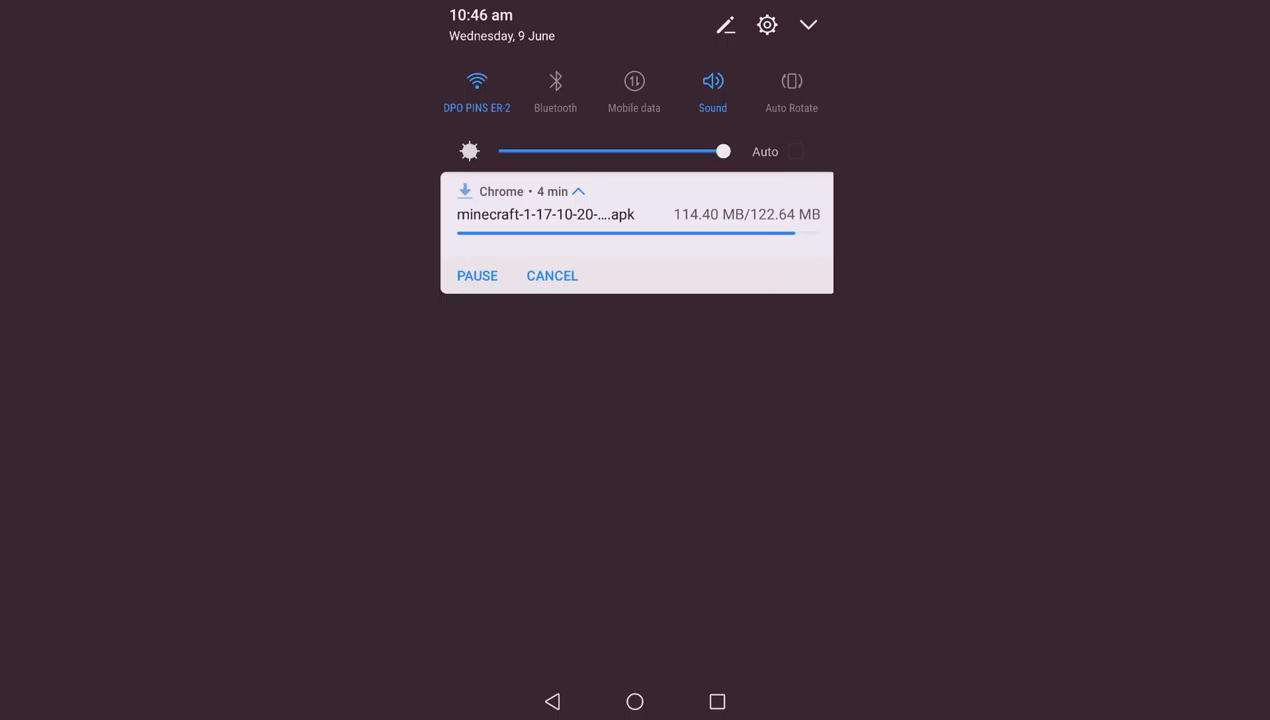 10:46 am
Wednesday, 9 June
DPO PINS ER-2 Bluetooth Mobile data Sound Auto Rotate
Auto
Chrome • 4 min
minecraft-1-17-10-20-....apk 114.40 MB/122.64 MB
PAUSE CANCEL